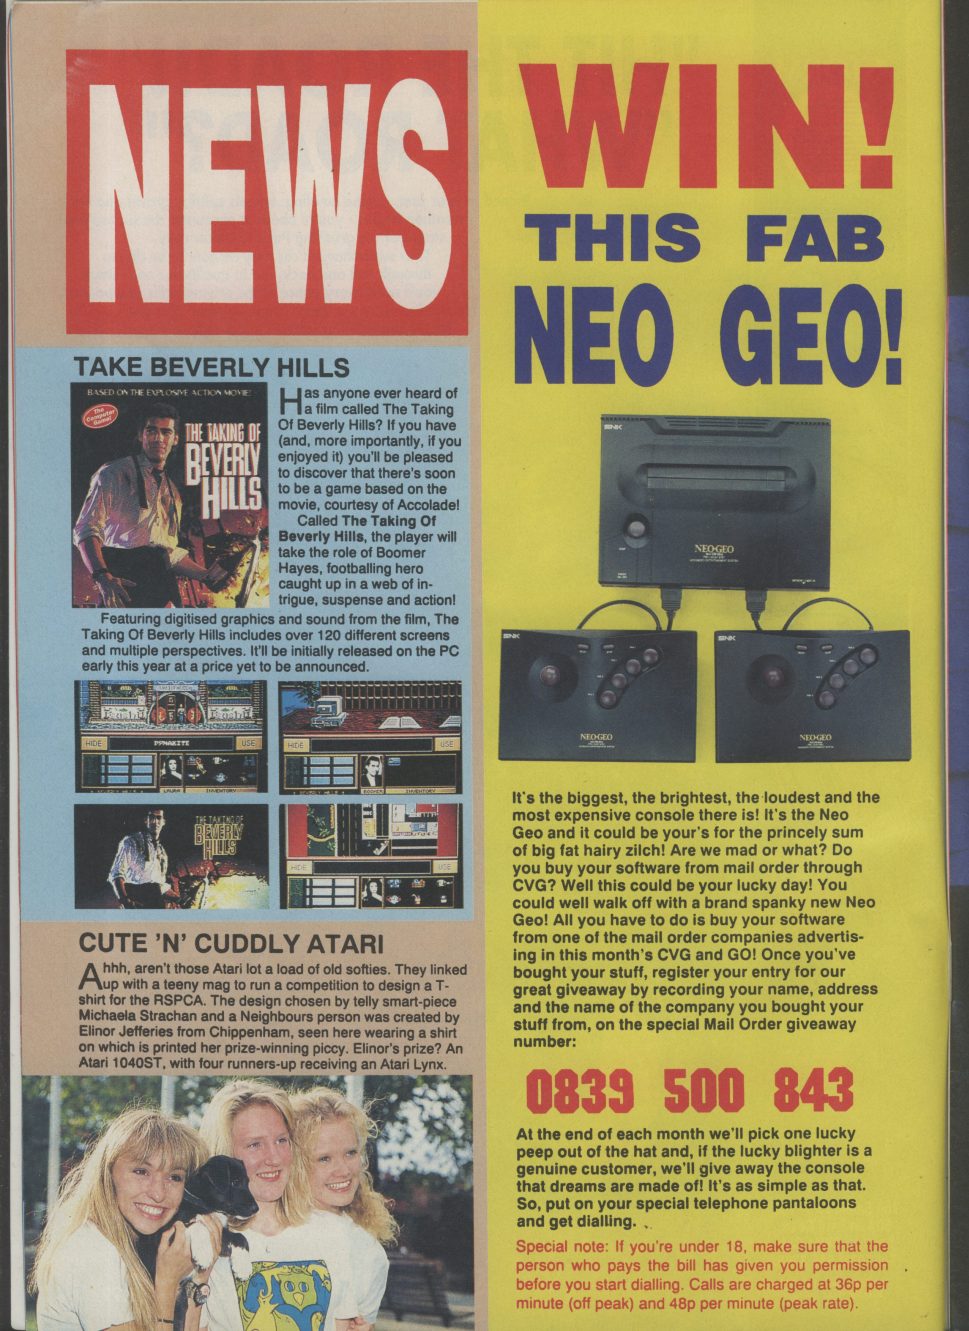 NEWS
TAKE BEVERLY HILLS
BASED ON THE EXPLOSIVE ACTION MOVIE!
The
Computer
Game!
THE TAKING OF
BEVERLY
HILLS
Has anyone ever heard of
a film called The Taking
Of Beverly Hills? If you have
(and, more importantly, if you
enjoyed it) you'll be pleased
to discover that there's soon
to be a game based on the
movie, courtesy of Accolade!
Called The Taking Of
Beverly Hills, the player will
take the role of Boomer
Hayes, footballing hero
caught up in a web of in-
trigue, suspense and action!
Featuring digitised graphics and sound from the film, The
Taking Of Beverly Hills includes over 120 different screens
and multiple perspectives. It'll be initially released on the PC
early this year at a price yet to be announced.
HIDE DYNAMITE USE
LAURA INVENTORY
HIDE USE
BOOMER INVENTORY
THE TAKING OF
BEVERLY
HILLS
HIDE USE
CUTE 'N' CUDDLY ATARI
Ahhh, aren't those Atari lot a load of old softies. They linked
up with a teeny mag to run a competition to design a T-
shirt for the RSPCA. The design chosen by telly smart-piece
Michaela Strachan and a Neighbours person was created by
Elinor Jefferies from Chippenham, seen here wearing a shirt
on which is printed her prize-winning piccy. Elinor's prize? An
Atari 1040ST, with four runners-up receiving an Atari Lynx.
WIN!
THIS FAB
NEO GEO!
SNK
NEO·GEO
SNK
NEO·GEO
SNK
NEO·GEO
It's the biggest, the brightest, the loudest and the
most expensive console there is! It's the Neo
Geo and it could be your's for the princely sum
of big fat hairy zilch! Are we mad or what? Do
you buy your software from mail order through
CVG? Well this could be your lucky day! You
could well walk off with a brand spanky new Neo
Geo! All you have to do is buy your software
from one of the mail order companies advertis-
ing in this month's CVG and GO! Once you've
bought your stuff, register your entry for our
great giveaway by recording your name, address
and the name of the company you bought your
stuff from, on the special Mail Order giveaway
number:
0839 500 843
At the end of each month we'll pick one lucky
peep out of the hat and, if the lucky blighter is a
genuine customer, we'll give away the console
that dreams are made of! It's as simple as that.
So, put on your special telephone pantaloons
and get dialling.
Special note: If you're under 18, make sure that the
person who pays the bill has given you permission
before you start dialling. Calls are charged at 36p per
minute (off peak) and 48p per minute (peak rate).